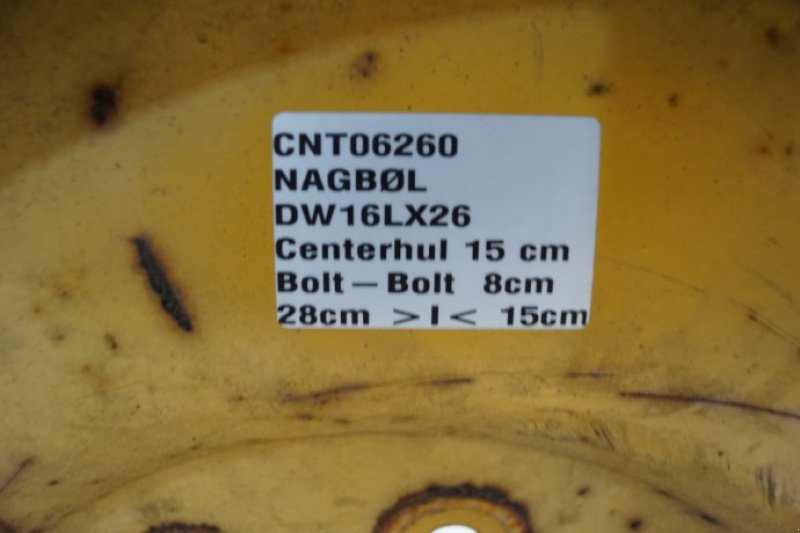 CNT06260
NAGBØL
DW16LX26
Centerhul 15 cm
Bolt — Bolt 8cm
28cm > I < 15cm